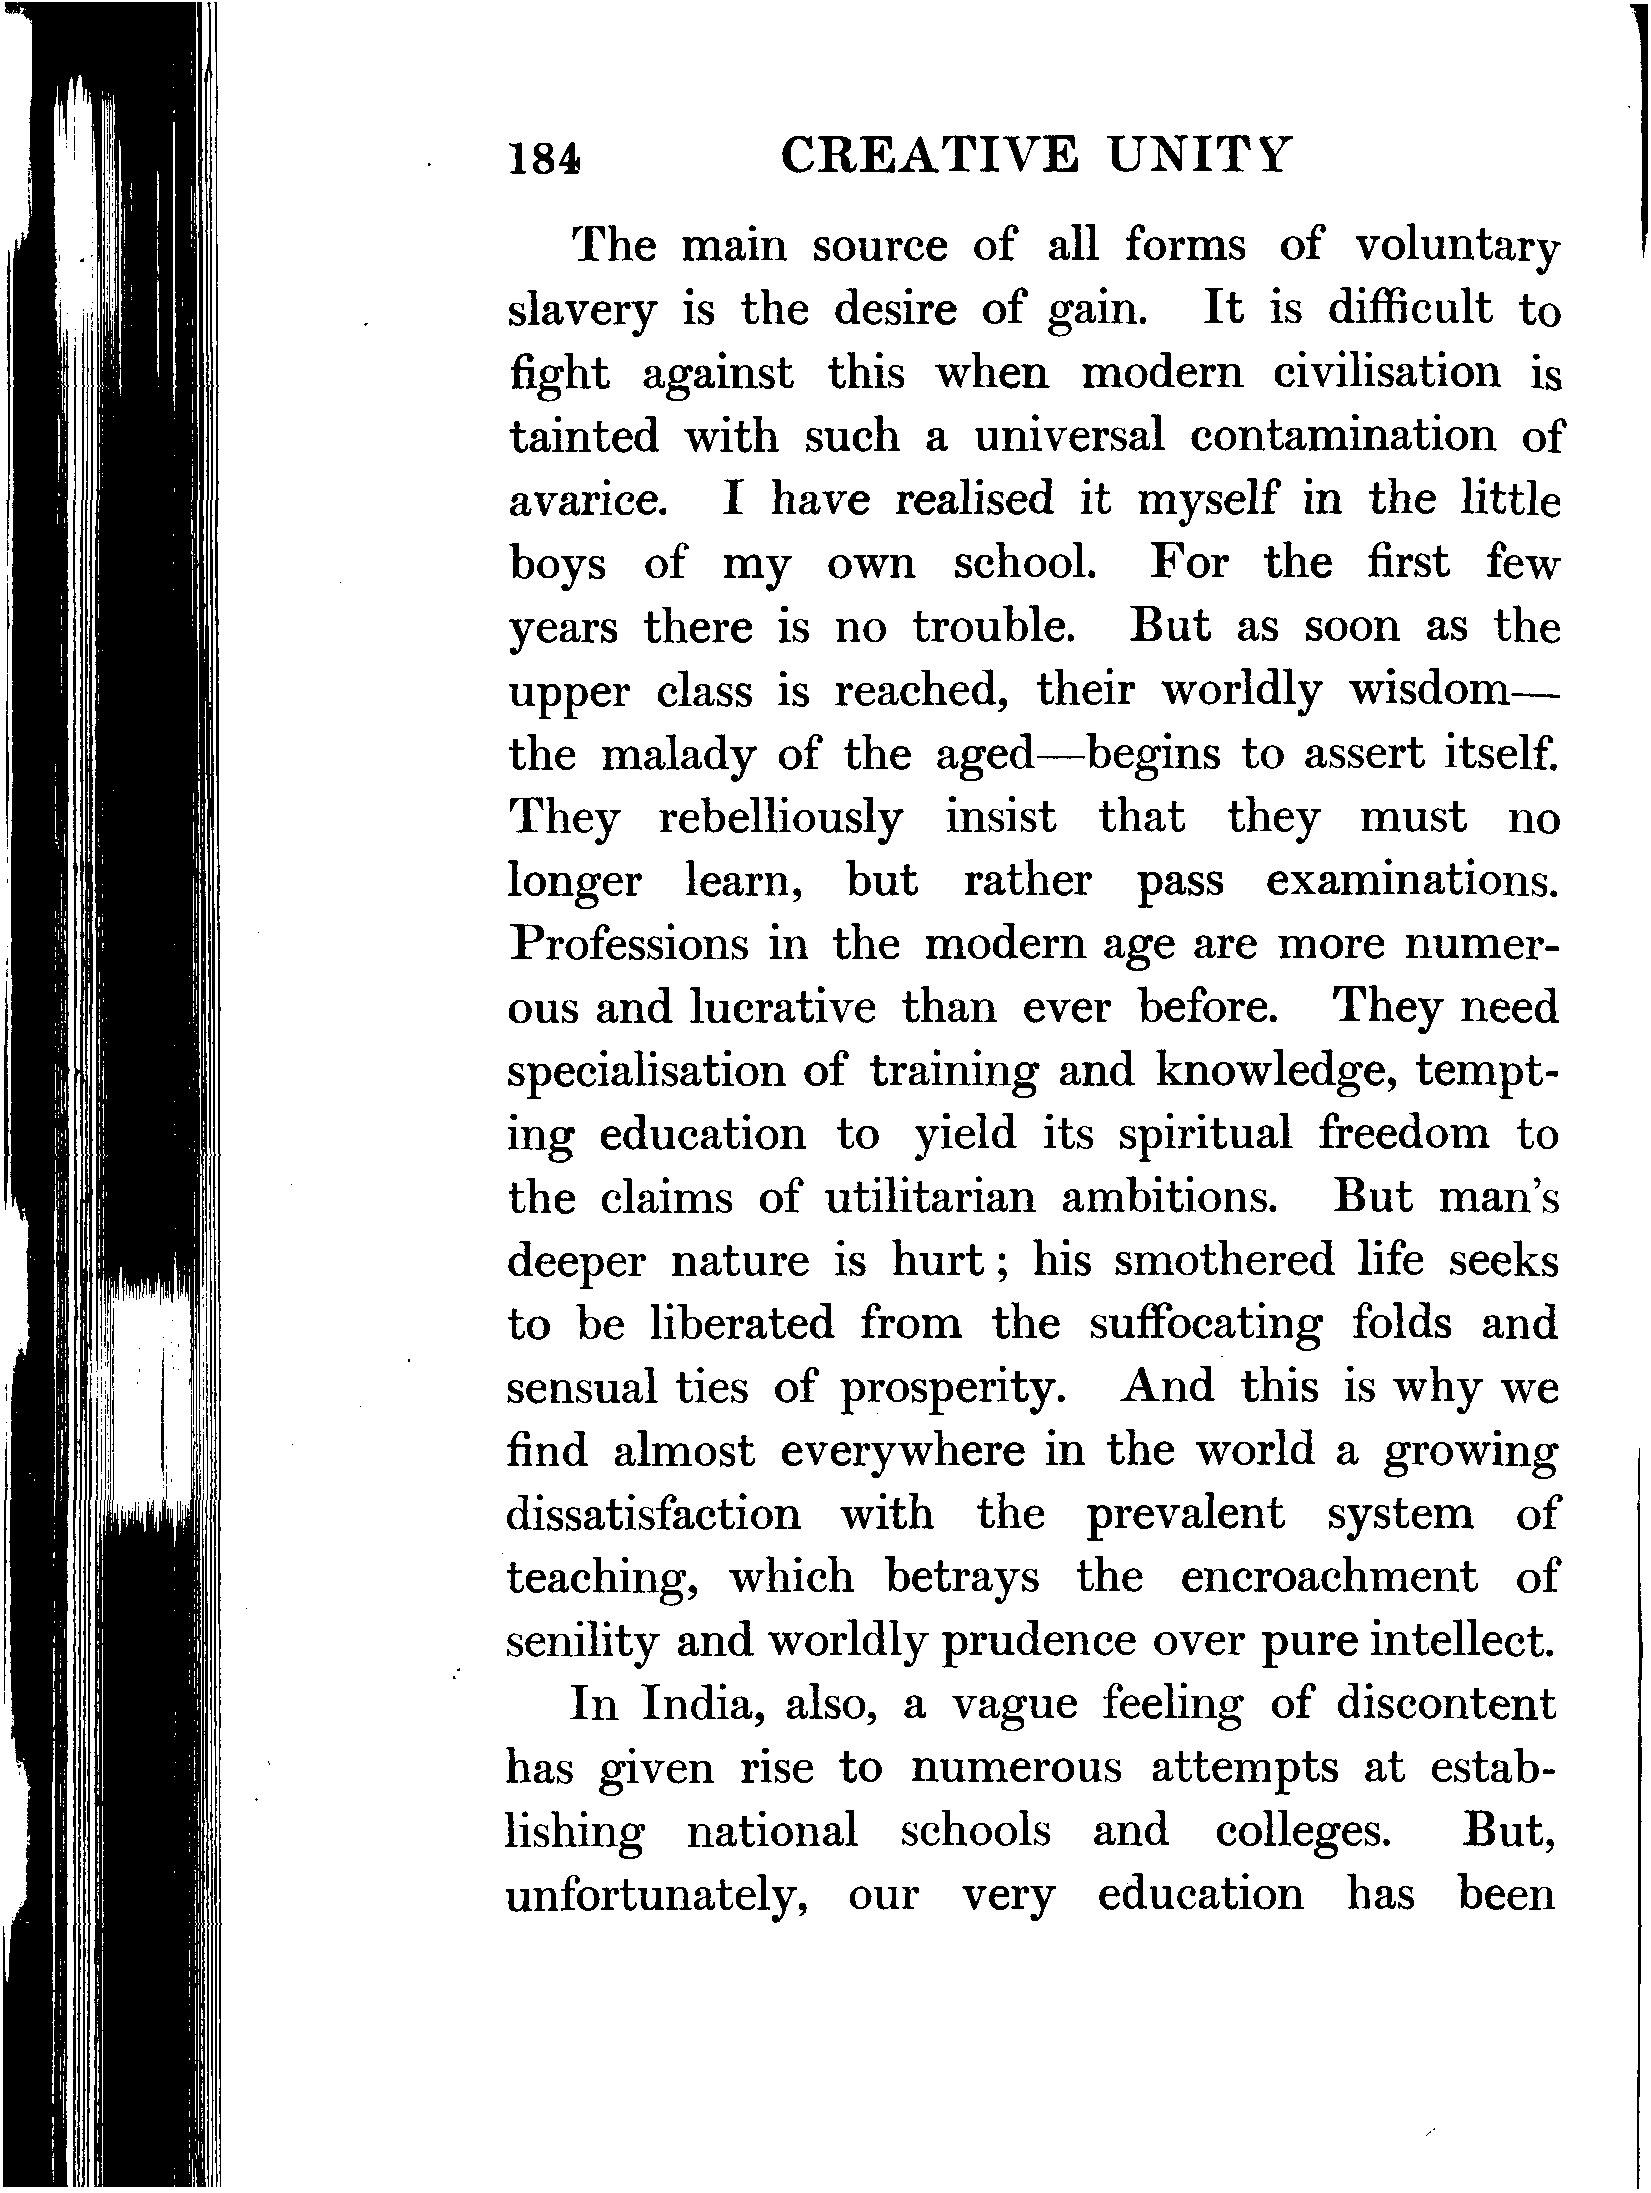 184 CREATIVE UNITY
The main source of all forms of voluntary
slavery is the desire of gain. It is difficult to
fight against this when modern civilisation is
tainted with such a universal contamination of
avarice. I have realised it myself in the little
boys of my own school. For the first few
years there is no trouble. But as soon as the
upper class is reached, their worldly wisdom—
the malady of the aged—begins to assert itself.
They rebelliously insist that they must no
longer learn, but rather pass examinations.
Professions in the modern age are more numer-
ous and lucrative than ever before. They need
specialisation of training and knowledge, tempt-
ing education to yield its spiritual freedom to
the claims of utilitarian ambitions. But man's
deeper nature is hurt ; his smothered life seeks
to be liberated from the suffocating folds and
sensual ties of prosperity. And this is why we
find almost everywhere in the world a growing
dissatisfaction with the prevalent system of
teaching, which betrays the encroachment of
senility and worldly prudence over pure intellect.
In India, also, a vague feeling of discontent
has given rise to numerous attempts at estab-
lishing national schools and colleges. But,
unfortunately, our very education has been